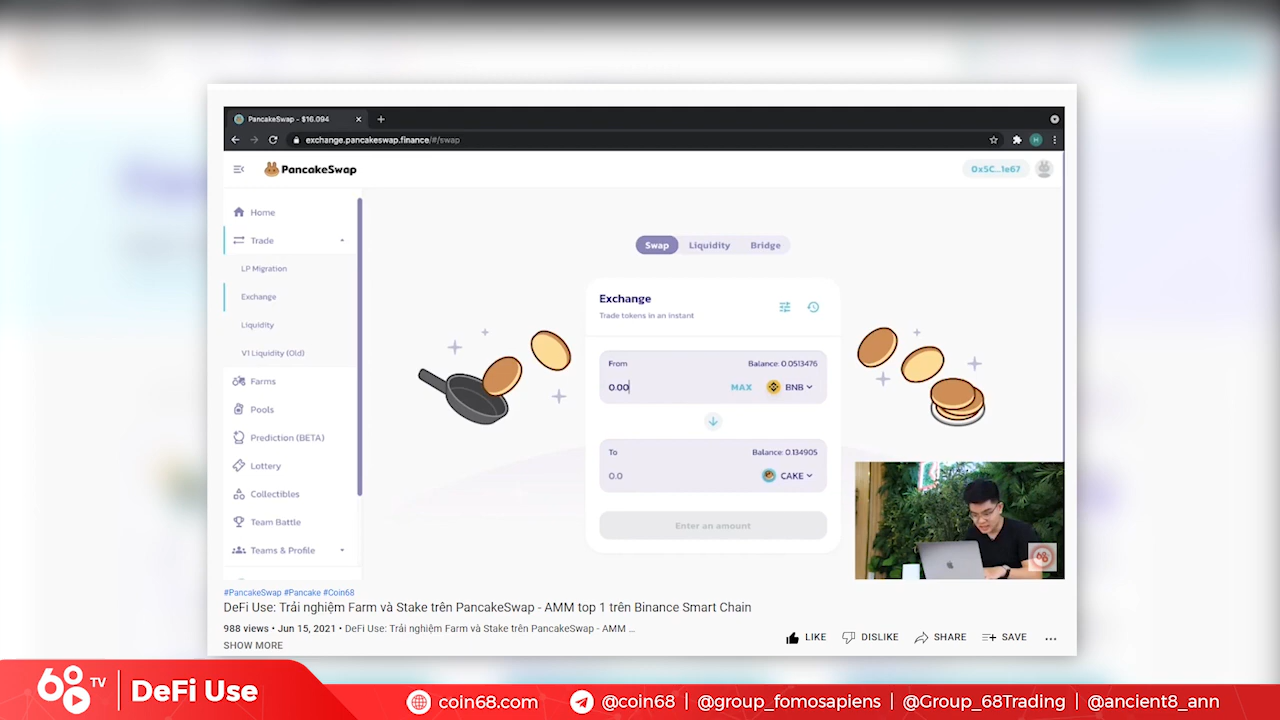 PancakeSwap - $16.094
exchange.pancakeswap.finance/#/swap
H
PancakeSwap
0x5C...1e67
Home
Trade
LP Migration
Exchange
Liquidity
V1 Liquidity (Old)
Farms
Pools
Prediction (BETA)
Lottery
Collectibles
Team Battle
Teams & Profile
Swap
Liquidity
Bridge
Exchange
Trade tokens in an instant
From
Balance: 0.0513476
0.00
MAX
BNB
To
Balance: 0.134905
0.0
CAKE
Enter an amount
68
#PancakeSwap #Pancake #Coin68
DeFi Use: Trải nghiệm Farm và Stake trên PancakeSwap - AMM top 1 trên Binance Smart Chain
988 views • Jun 15, 2021 • DeFi Use: Trải nghiệm Farm và Stake trên PancakeSwap - AMM ...
SHOW MORE
LIKE
DISLIKE
SHARE
SAVE
68 TV
DeFi Use
coin68.com
@coin68 | @group_fomosapiens | @Group_68Trading | @ancient8_ann